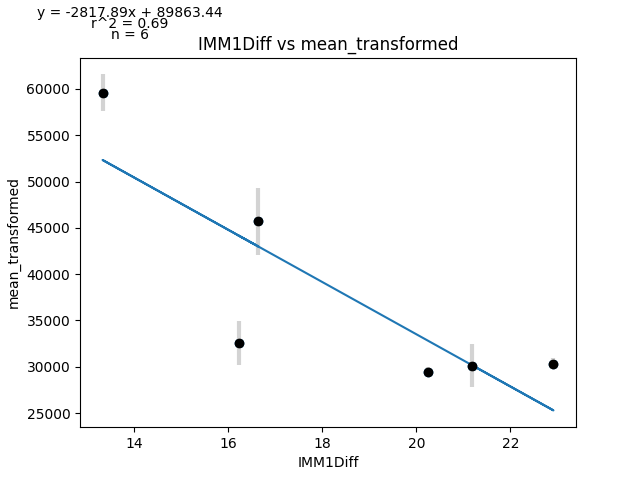 y = -2817.89x + 89863.44
r^2 = 0.69
n = 6
IMM1Diff vs mean_transformed
60000
55000
50000
45000
40000
35000
30000
25000
mean_transformed
14 16 18 20 22
IMM1Diff